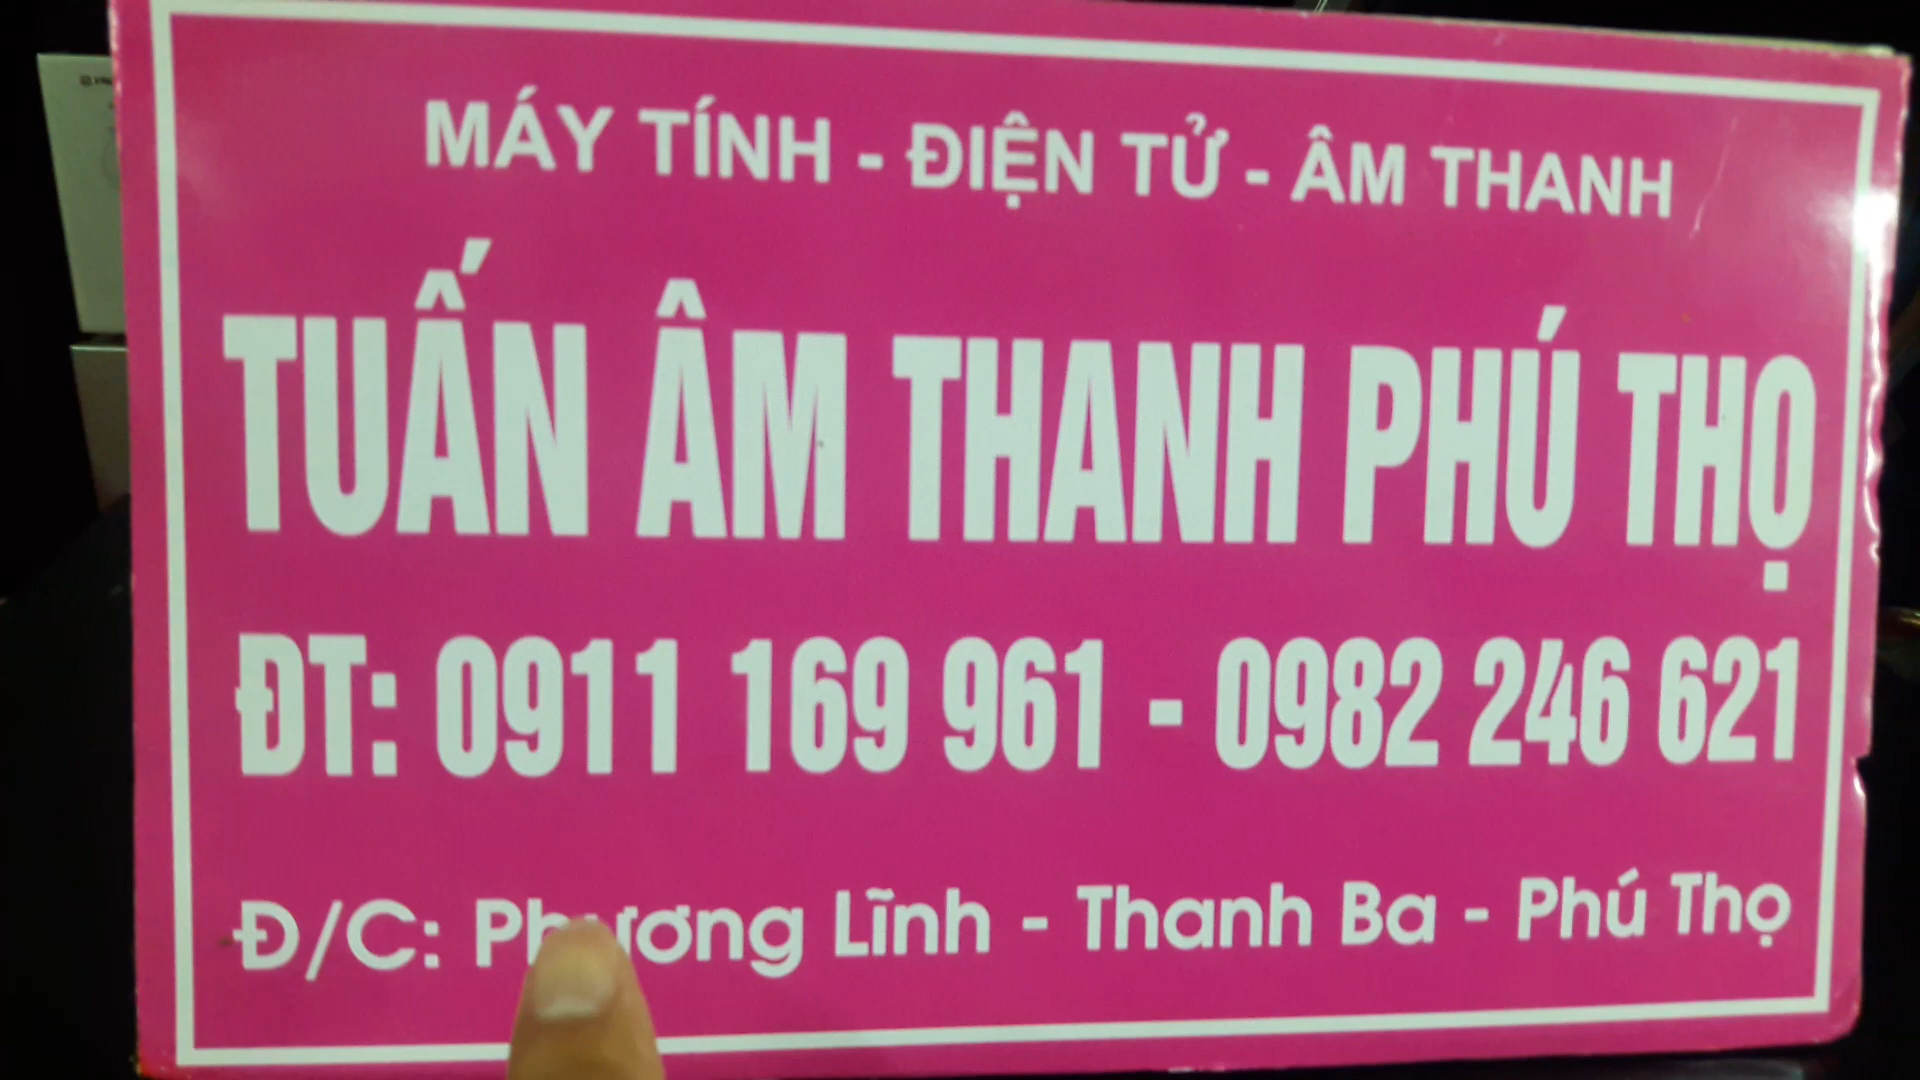 MÁY TÍNH - ĐIỆN TỬ - ÂM THANH
TUẤN ÂM THANH PHÚ THỌ
ĐT: 0911 169 961 - 0982 246 621
Đ/C: Phương Lĩnh - Thanh Ba - Phú Thọ